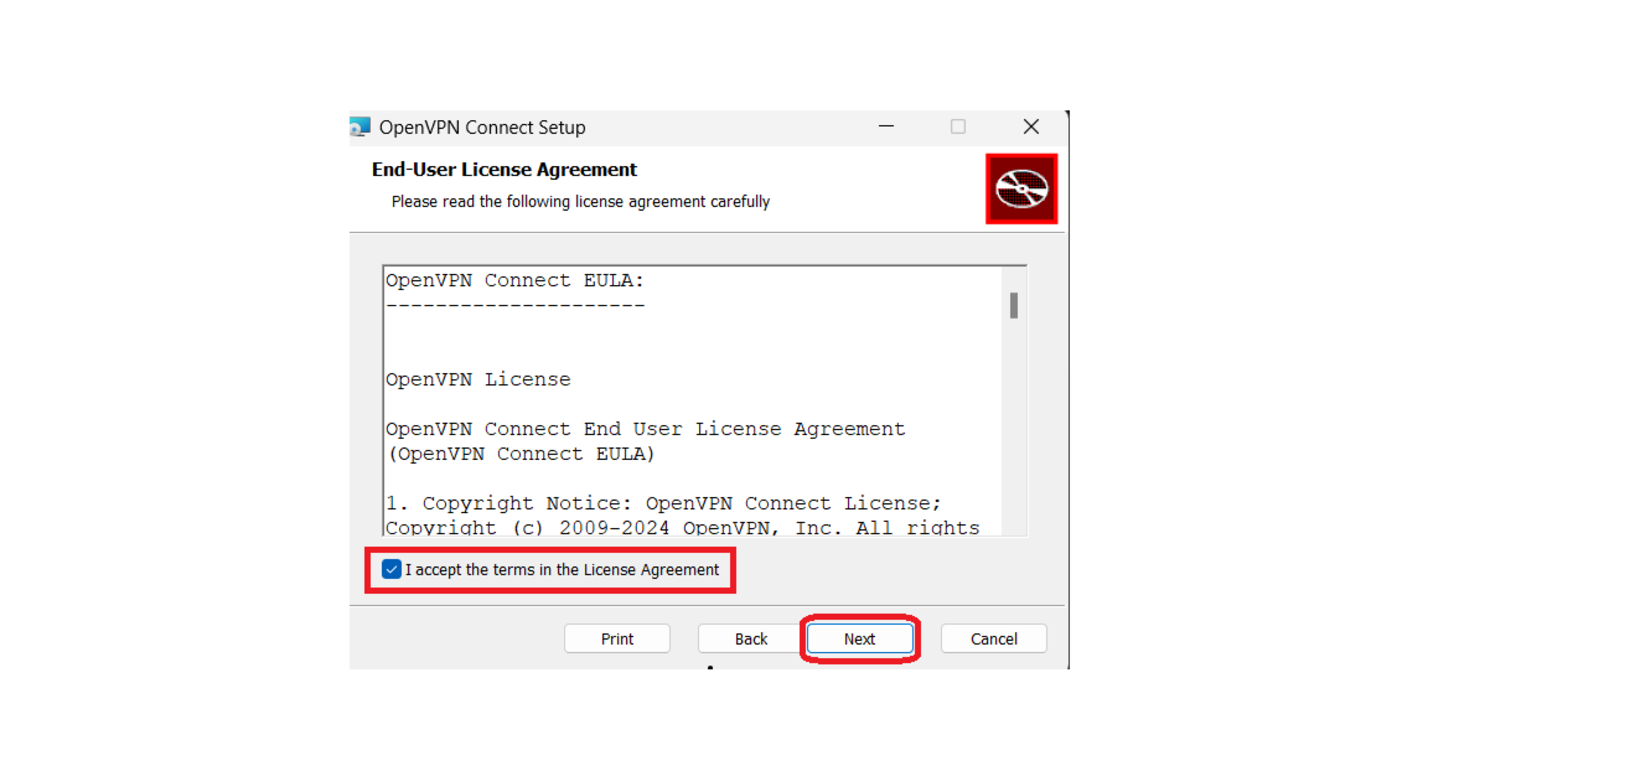 OpenVPN Connect Setup
End-User License Agreement
Please read the following license agreement carefully
OpenVPN Connect EULA:
---------------------
OpenVPN License
OpenVPN Connect End User License Agreement
(OpenVPN Connect EULA)
1. Copyright Notice: OpenVPN Connect License;
Copyright (c) 2009-2024 OpenVPN, Inc. All rights
I accept the terms in the License Agreement
Print Back Next Cancel